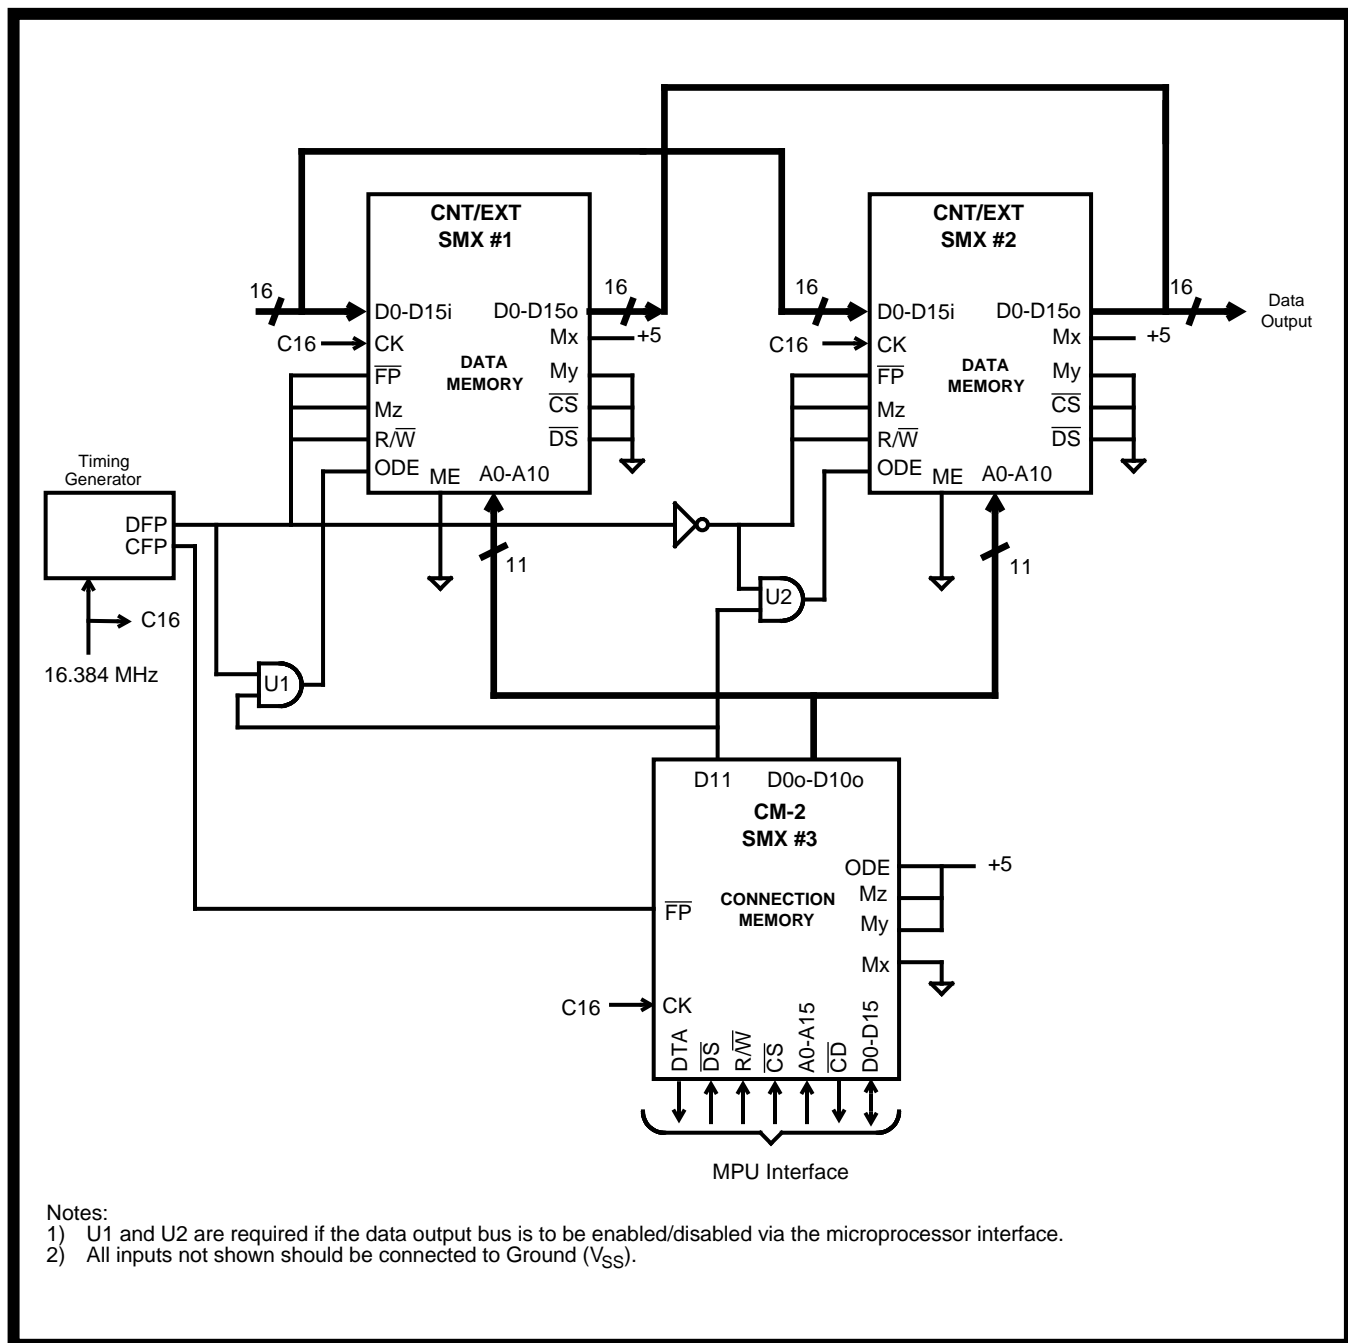 CNT/EXT
SMX #1
CNT/EXT
SMX #2
16
D0-D15i
D0-D15o
16
16
D0-D15i
D0-D15o
16
Data
Output
C16
CK
Mx
+5
C16
CK
Mx
+5
DATA
MEMORY
DATA
MEMORY
FP
My
FP
My
Mz
CS
Mz
CS
R/W
DS
R/W
DS
ODE
ME
A0-A10
ODE
ME
A0-A10
Timing
Generator
DFP
CFP
11
11
C16
16.384 MHz
U1
U2
D11
D0o-D10o
CM-2
SMX #3
ODE
+5
CONNECTION
MEMORY
Mz
FP
My
Mx
C16
CK
DTA
DS
R/W
CS
A0-A15
CD
D0-D15
MPU Interface
Notes:
1) U1 and U2 are required if the data output bus is to be enabled/disabled via the microprocessor interface.
2) All inputs not shown should be connected to Ground (VSS).